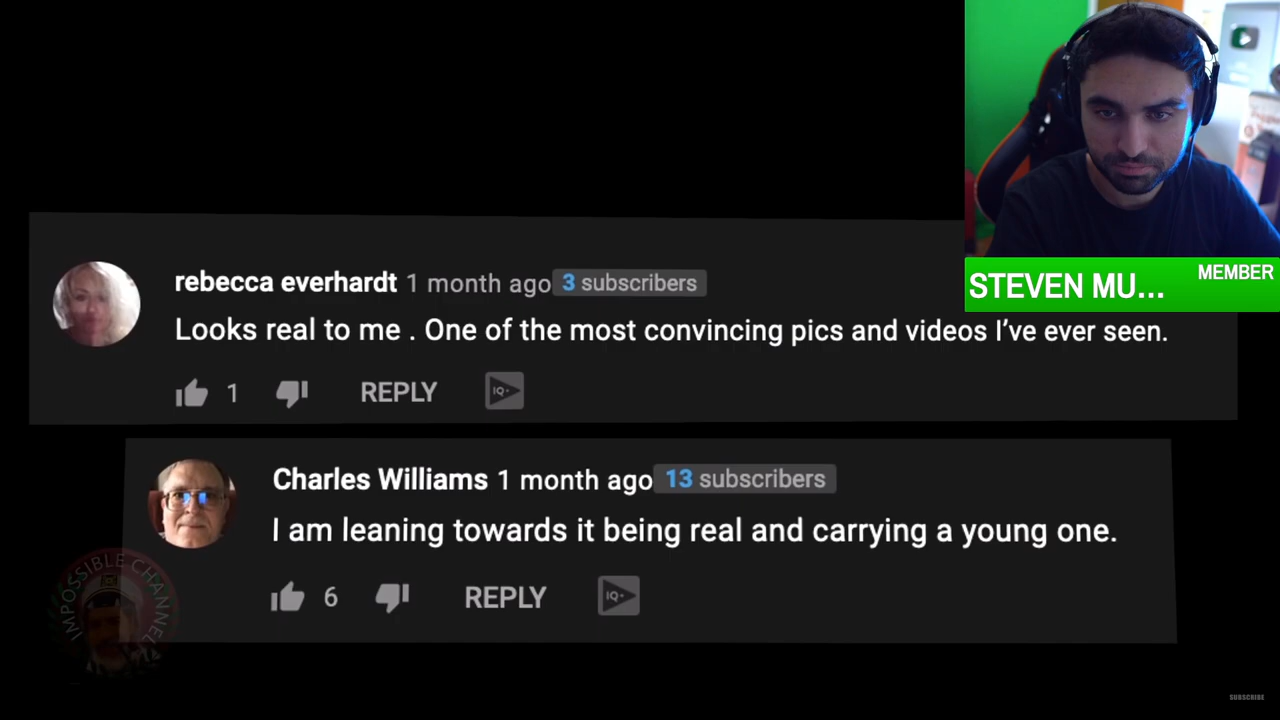 STEVEN MU...
MEMBER
rebecca everhardt 1 month ago 3 subscribers
Looks real to me . One of the most convincing pics and videos I’ve ever seen.
1 REPLY IQ
Charles Williams 1 month ago 13 subscribers
I am leaning towards it being real and carrying a young one.
6 REPLY IQ
IMPOSSIBLE CHANNEL
SUBSCRIBE